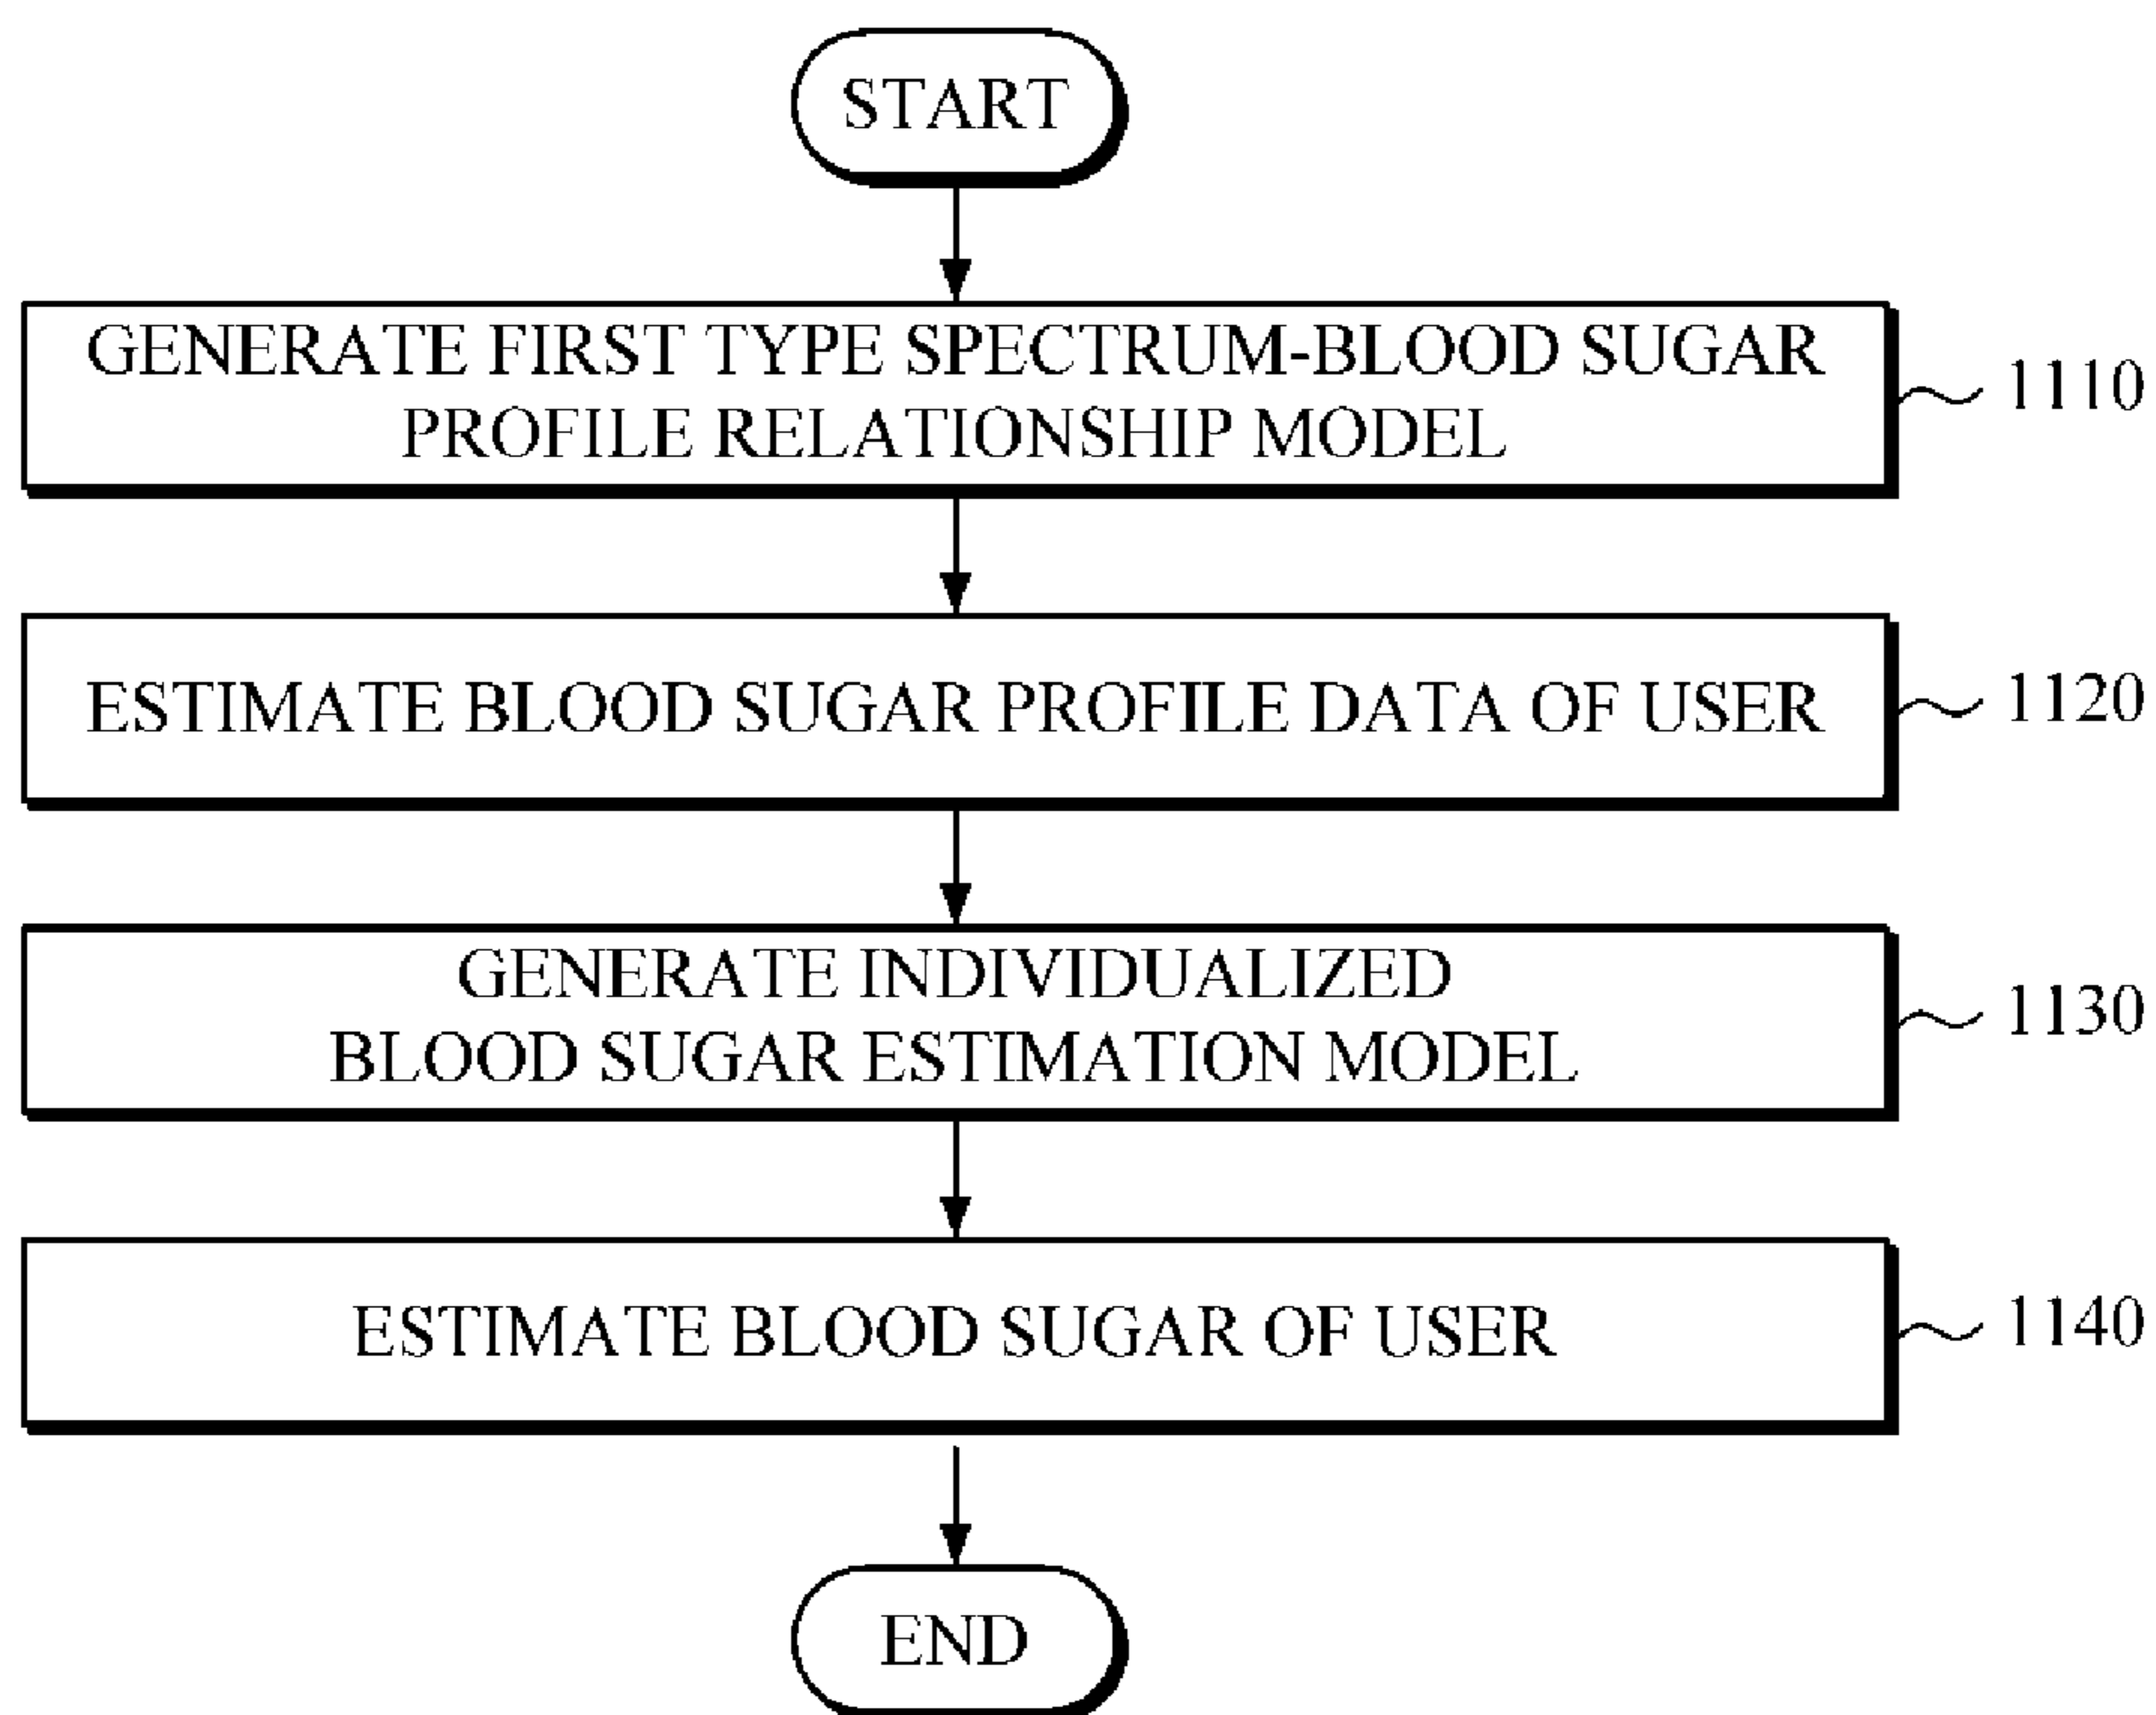 START
GENERATE FIRST TYPE SPECTRUM-BLOOD SUGAR
PROFILE RELATIONSHIP MODEL
1110
ESTIMATE BLOOD SUGAR PROFILE DATA OF USER
1120
GENERATE INDIVIDUALIZED
BLOOD SUGAR ESTIMATION MODEL
1130
ESTIMATE BLOOD SUGAR OF USER
1140
END